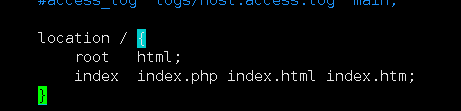 #access_log  logs/host.access.log  main;
location / {
    root   html;
    index  index.php index.html index.htm;
}